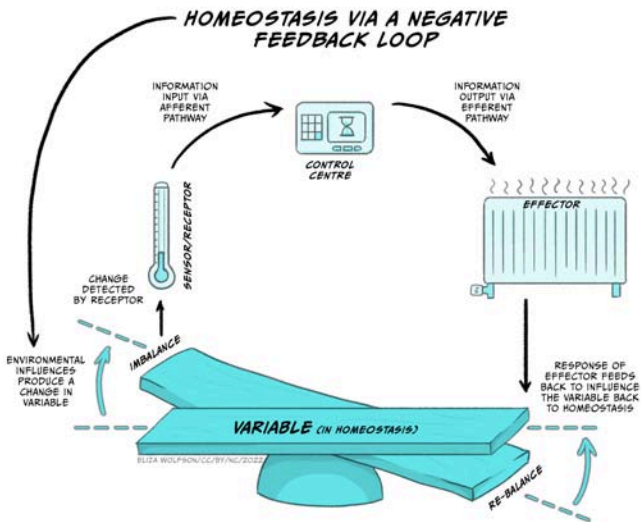 HOMEOSTASIS VIA A NEGATIVE
FEEDBACK LOOP
INFORMATION
INPUT VIA
AFFERENT
PATHWAY
CONTROL
CENTRE
INFORMATION
OUTPUT VIA
EFFERENT
PATHWAY
SENSOR/RECEPTOR
EFFECTOR
CHANGE
DETECTED
BY RECEPTOR
IMBALANCE
ENVIRONMENTAL
INFLUENCES
PRODUCE A
CHANGE IN
VARIABLE
RESPONSE OF
EFFECTOR FEEDS
BACK TO INFLUENCE
THE VARIABLE BACK
TO HOMEOSTASIS
VARIABLE (IN HOMEOSTASIS)
ELIZA WOLFSON/CC/BY/NC/2022
RE-BALANCE